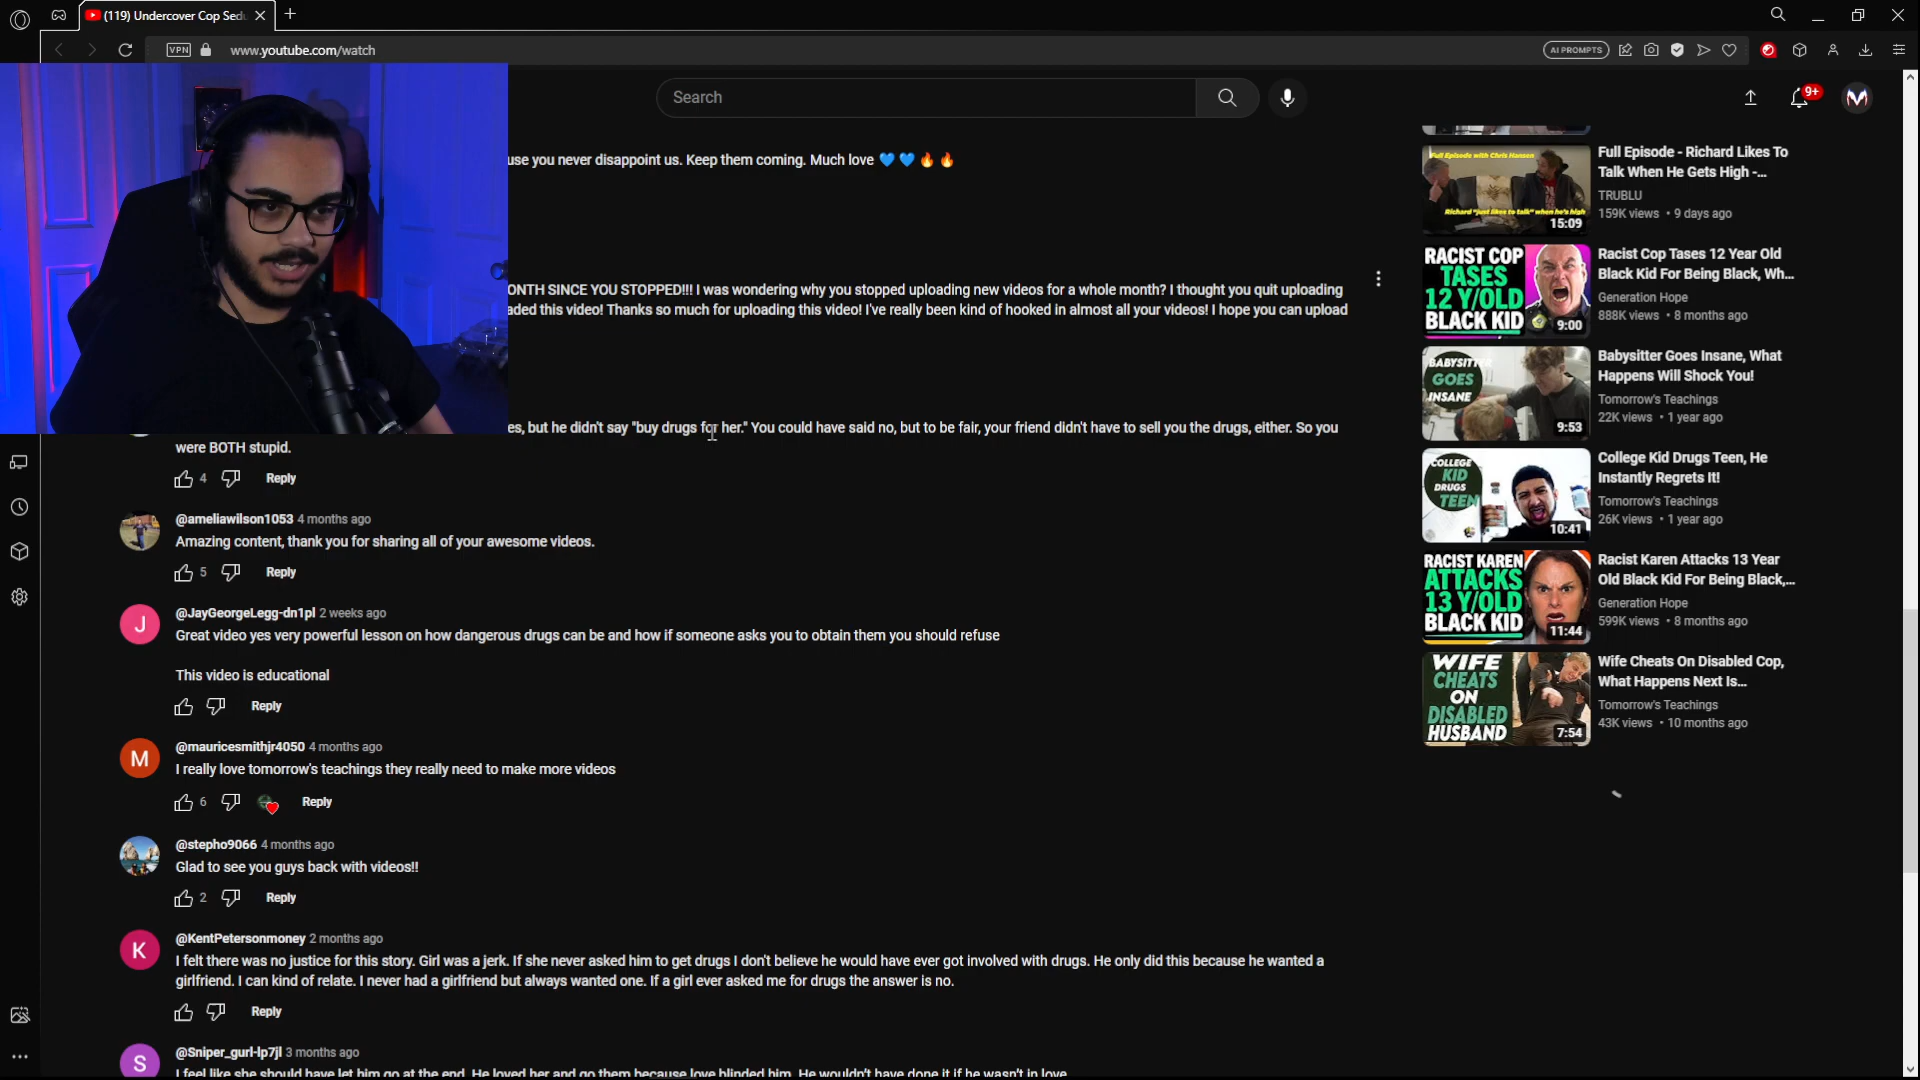 (119) Undercover Cop Sedu
VPN
www.youtube.com/watch
AI PROMPTS
Search
9+
use you never disappoint us. Keep them coming. Much love 💙 💙 🔥 🔥
ONTH SINCE YOU STOPPED!!! I was wondering why you stopped uploading new videos for a whole month? I thought you quit uploading
aded this video! Thanks so much for uploading this video! I've really been kind of hooked in almost all your videos! I hope you can upload
es, but he didn't say "buy drugs for her." You could have said no, but to be fair, your friend didn't have to sell you the drugs, either. So you
were BOTH stupid.
4 Reply
@ameliawilson1053 4 months ago
Amazing content, thank you for sharing all of your awesome videos.
5 Reply
J
@JayGeorgeLegg-dn1pl 2 weeks ago
Great video yes very powerful lesson on how dangerous drugs can be and how if someone asks you to obtain them you should refuse
This video is educational
Reply
M
@mauricesmithjr4050 4 months ago
I really love tomorrow's teachings they really need to make more videos
6 Reply
@stepho9066 4 months ago
Glad to see you guys back with videos!!
2 Reply
K
@KentPetersonmoney 2 months ago
I felt there was no justice for this story. Girl was a jerk. If she never asked him to get drugs I don't believe he would have ever got involved with drugs. He only did this because he wanted a
girlfriend. I can kind of relate. I never had a girlfriend but always wanted one. If a girl ever asked me for drugs the answer is no.
Reply
S
@Sniper_gurl-lp7jl 3 months ago
I feel like she should have let him go at the end. He loved her and go them because love blinded him. He wouldn't have done it if he wasn't in love
Full Episode with Chris Hansen
Richard "just likes to talk" when he's high
15:09
Full Episode - Richard Likes To
Talk When He Gets High -...
TRUBLU
159K views • 9 days ago
RACIST COP
TASES
12 Y/OLD
BLACK KID
9:00
Racist Cop Tases 12 Year Old
Black Kid For Being Black, Wh...
Generation Hope
888K views • 8 months ago
BABYSITTER
GOES
INSANE
9:53
Babysitter Goes Insane, What
Happens Will Shock You!
Tomorrow's Teachings
22K views • 1 year ago
COLLEGE
KID
DRUGS
TEEN
10:41
College Kid Drugs Teen, He
Instantly Regrets It!
Tomorrow's Teachings
26K views • 1 year ago
RACIST KAREN
ATTACKS
13 Y/OLD
BLACK KID
11:44
Racist Karen Attacks 13 Year
Old Black Kid For Being Black,...
Generation Hope
599K views • 8 months ago
WIFE
CHEATS
ON
DISABLED
HUSBAND
7:54
Wife Cheats On Disabled Cop,
What Happens Next Is...
Tomorrow's Teachings
43K views • 10 months ago